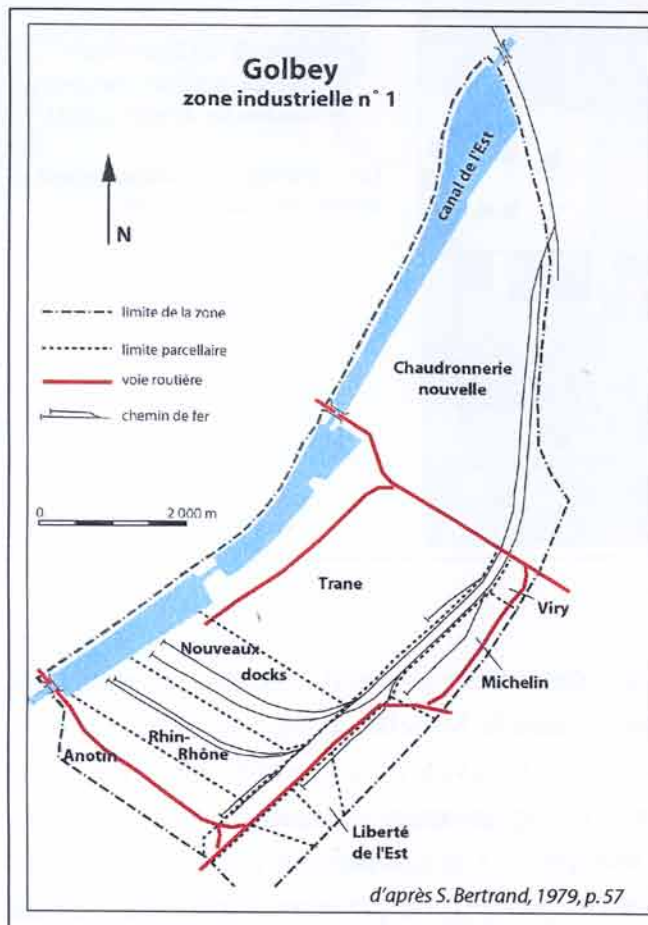 Golbey
zone industrielle n° 1
canal de l'Est
N
limite de la zone
limite parcellaire
voie routière
chemin de fer
0 2 000 m
Chaudronnerie
nouvelle
Trane
Viry
Nouveaux
docks
Michelin
Rhin-
Rhône
Anotin
Liberté
de l'Est
d'après S. Bertrand, 1979, p. 57